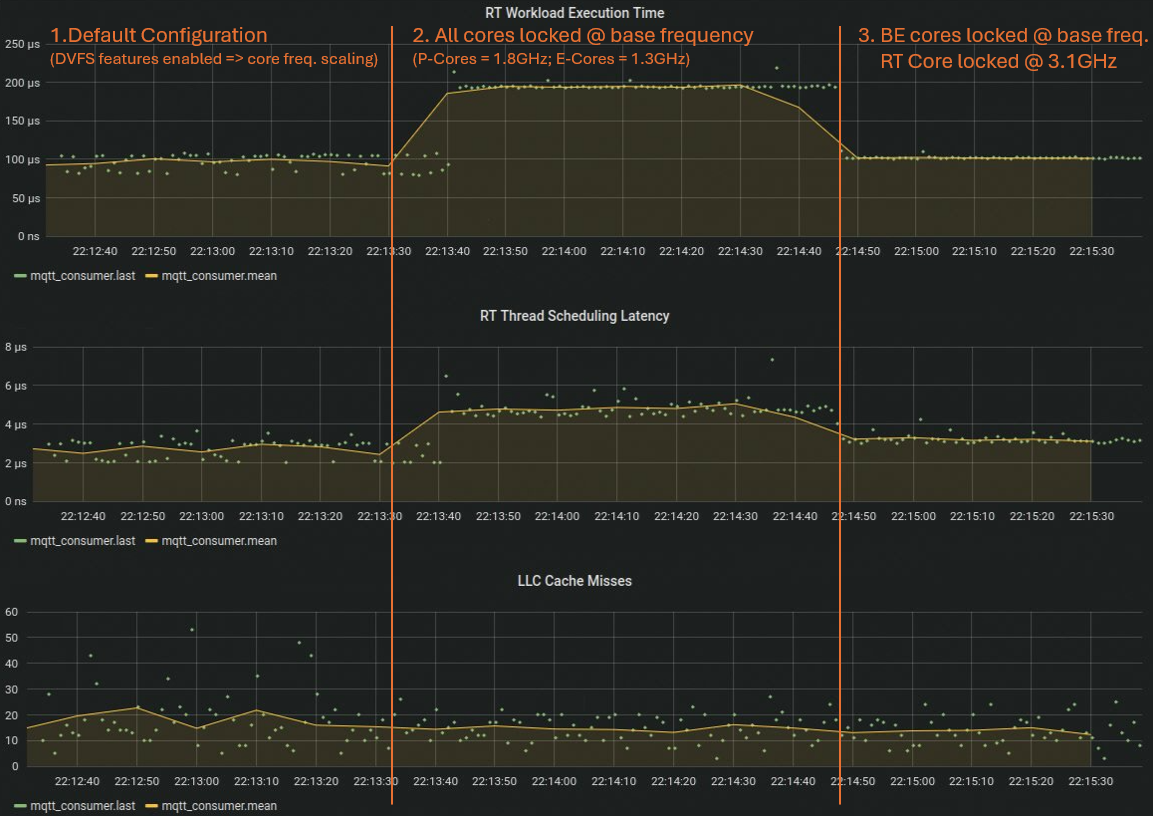 RT Workload Execution Time
1.Default Configuration
(DVFS features enabled => core freq. scaling)
2. All cores locked @ base frequency
(P-Cores = 1.8GHz; E-Cores = 1.3GHz)
3. BE cores locked @ base freq.
RT Core locked @ 3.1GHz
250 µs
200 µs
150 µs
100 µs
50 µs
0 ns
22:12:40 22:12:50 22:13:00 22:13:10 22:13:20 22:13:30 22:13:40 22:13:50 22:14:00 22:14:10 22:14:20 22:14:30 22:14:40 22:14:50 22:15:00 22:15:10 22:15:20 22:15:30
mqtt_consumer.last mqtt_consumer.mean
RT Thread Scheduling Latency
8 µs
6 µs
4 µs
2 µs
0 ns
22:12:40 22:12:50 22:13:00 22:13:10 22:13:20 22:13:30 22:13:40 22:13:50 22:14:00 22:14:10 22:14:20 22:14:30 22:14:40 22:14:50 22:15:00 22:15:10 22:15:20 22:15:30
mqtt_consumer.last mqtt_consumer.mean
LLC Cache Misses
60
50
40
30
20
10
0
22:12:40 22:12:50 22:13:00 22:13:10 22:13:20 22:13:30 22:13:40 22:13:50 22:14:00 22:14:10 22:14:20 22:14:30 22:14:40 22:14:50 22:15:00 22:15:10 22:15:20 22:15:30
mqtt_consumer.last mqtt_consumer.mean